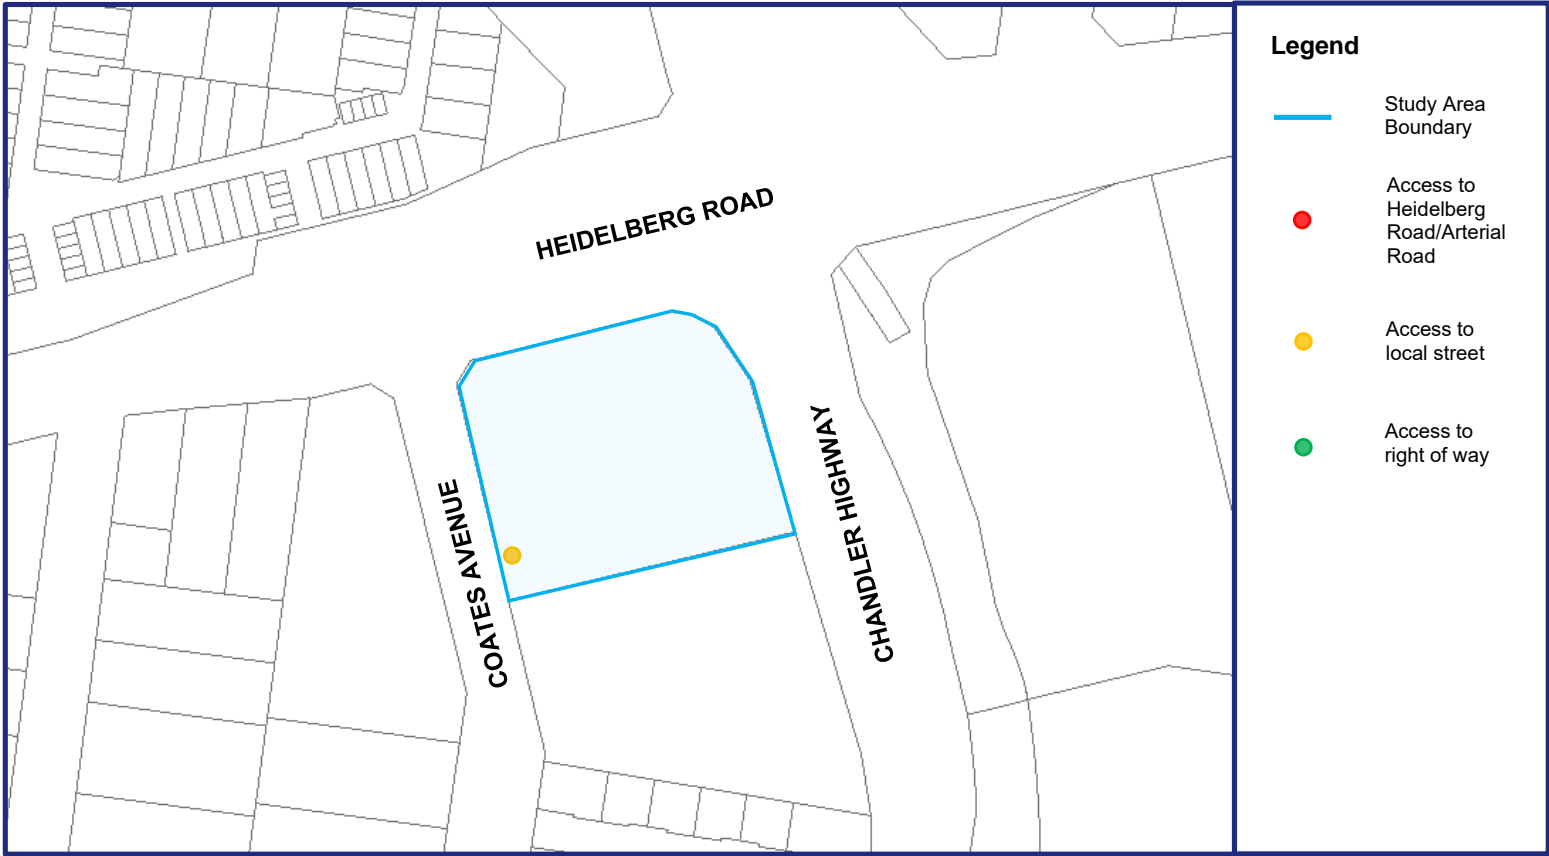 HEIDELBERG ROAD
COATES AVENUE
CHANDLER HIGHWAY
Legend
Study Area
Boundary
Access to
Heidelberg
Road/Arterial
Road
Access to
local street
Access to
right of way